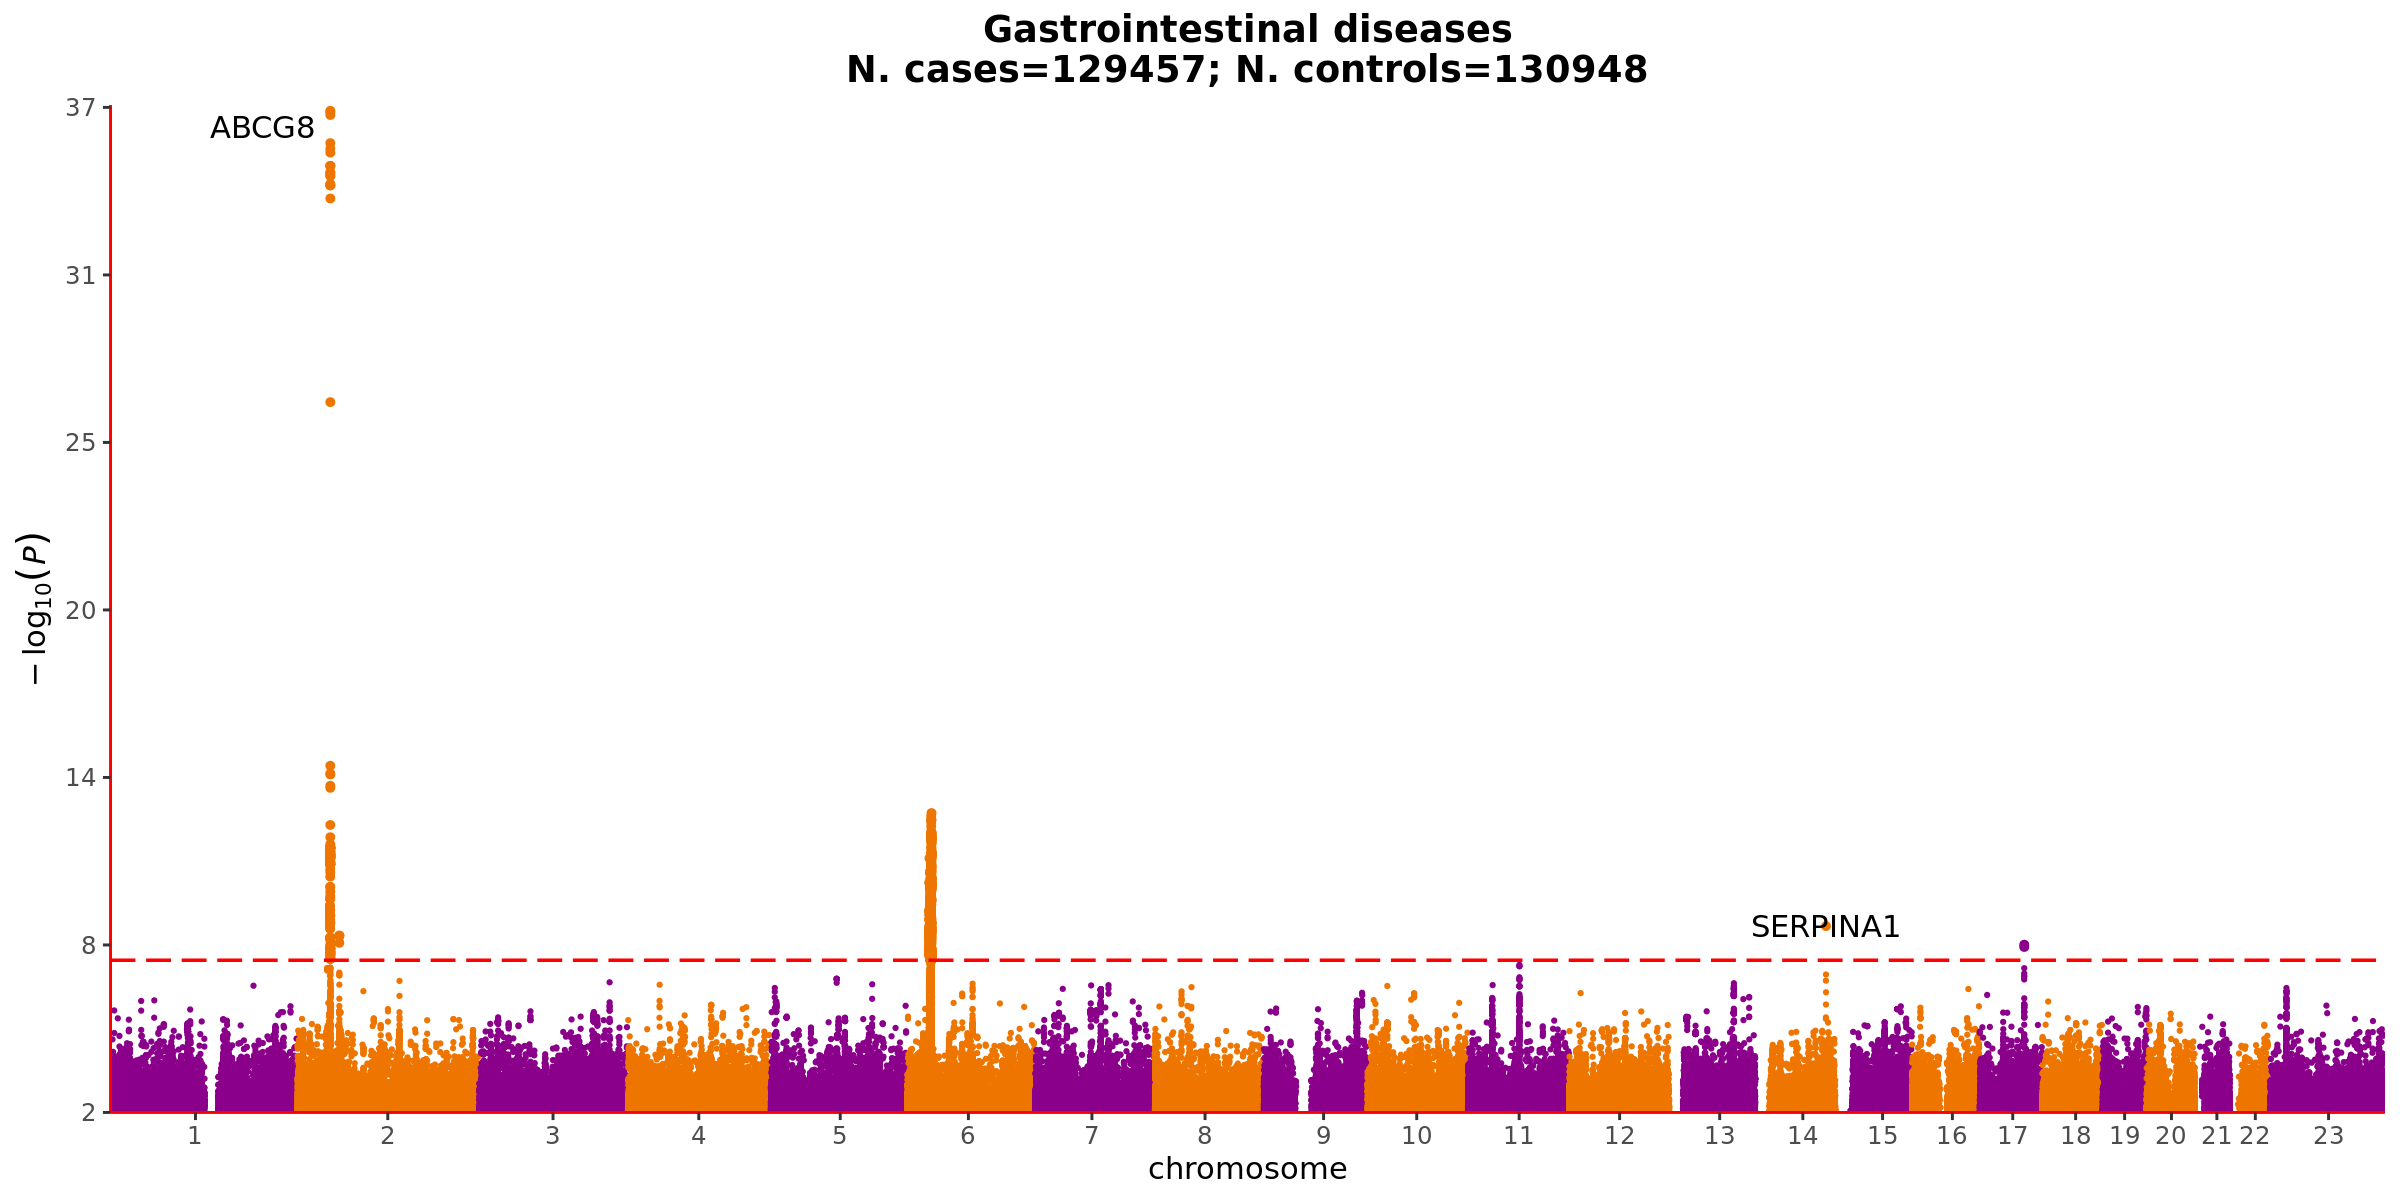 Gastrointestinal diseases
N. cases=129457; N. controls=130948
37
ABCG8
31
25
20
14
8
2
SERPINA1
−log10(P)
1 2 3 4 5 6 7 8 9 10 11 12 13 14 15 16 17 18 19 20 21 22 23
chromosome